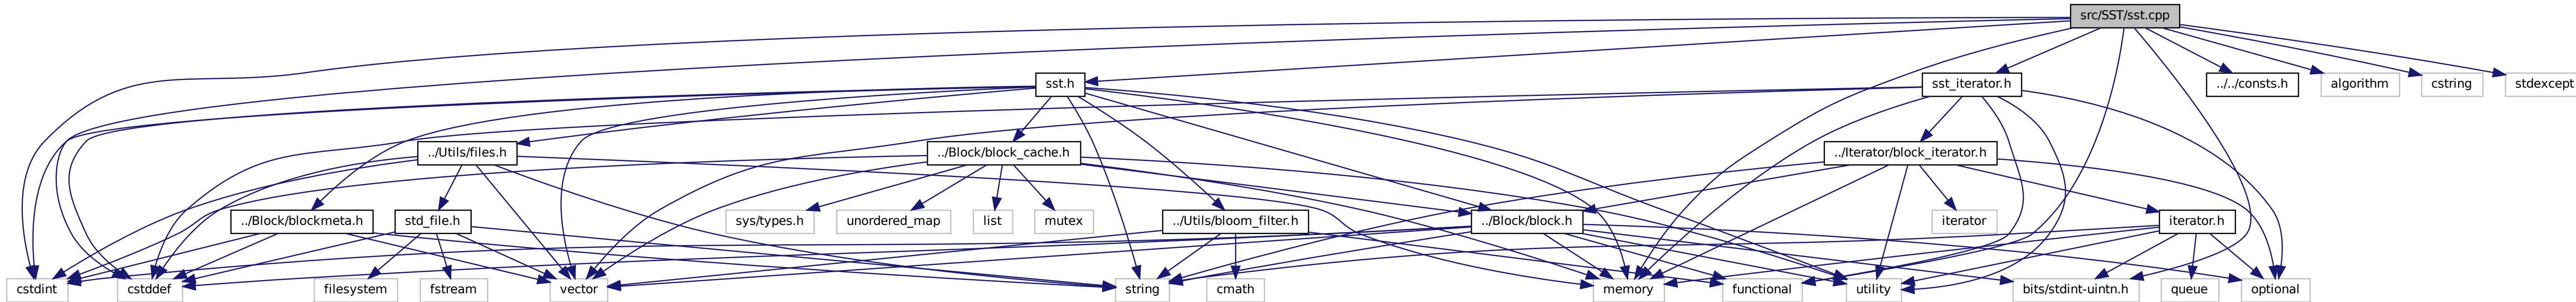 src/SST/sst.cpp
sst.h
sst_iterator.h
../../consts.h
algorithm
cstring
stdexcept
../Utils/files.h
../Block/block_cache.h
../Iterator/block_iterator.h
../Block/blockmeta.h
std_file.h
sys/types.h
unordered_map
list
mutex
../Utils/bloom_filter.h
../Block/block.h
iterator
iterator.h
cstdint
cstddef
filesystem
fstream
vector
string
cmath
memory
functional
utility
bits/stdint-uintn.h
queue
optional